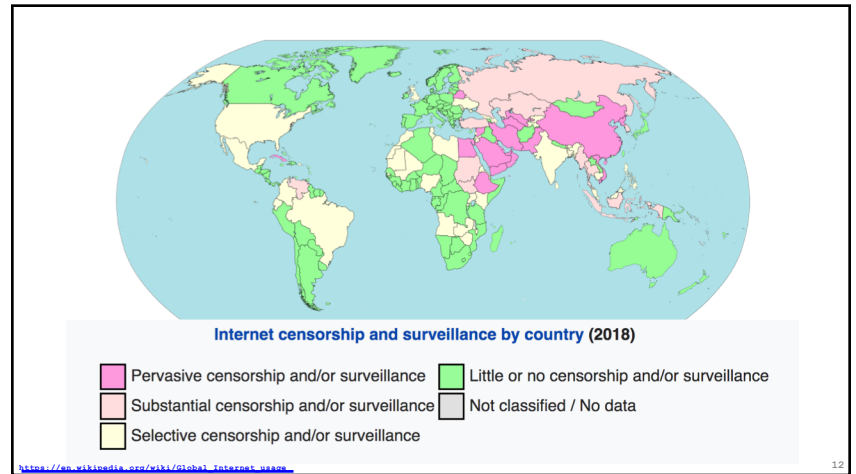 Internet censorship and surveillance by country (2018)
Pervasive censorship and/or surveillance
Little or no censorship and/or surveillance
Substantial censorship and/or surveillance
Not classified / No data
Selective censorship and/or surveillance
https://en.wikipedia.org/wiki/Global_Internet_usage
12